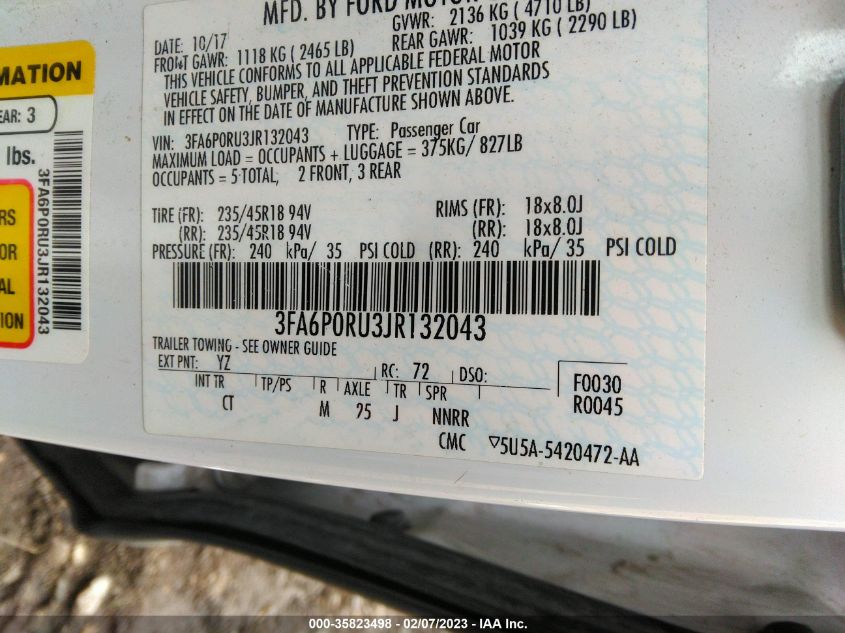 MFD. BY FORD MOTOR
GVWR: 2136 KG ( 4710 LB)
DATE: 10/17
REAR GAWR: 1039 KG ( 2290 LB)
FRONT GAWR: 1118 KG ( 2465 LB)
THIS VEHICLE CONFORMS TO ALL APPLICABLE FEDERAL MOTOR
VEHICLE SAFETY, BUMPER, AND THEFT PREVENTION STANDARDS
IN EFFECT ON THE DATE OF MANUFACTURE SHOWN ABOVE.
VIN: 3FA6P0RU3JR132043 TYPE: Passenger Car
MAXIMUM LOAD = OCCUPANTS + LUGGAGE = 375KG/ 827LB
OCCUPANTS = 5 TOTAL, 2 FRONT, 3 REAR
TIRE (FR): 235/45R18 94V RIMS (FR): 18x8.0J
(RR): 235/45R18 94V (RR): 18x8.0J
PRESSURE (FR): 240 kPa/ 35 PSI COLD (RR): 240 kPa/ 35 PSI COLD
3FA6P0RU3JR132043
TRAILER TOWING - SEE OWNER GUIDE
EXT PNT: YZ RC: 72 DSO:
INT TR TP/PS R AXLE TR SPR
CT M 25 J NNRR
F0030
R0045
CMC ▽5U5A-5420472-AA
MATION
EAR: 3
lbs.
3FA6P0RU3JR132043
RS
OR
AL
ION
000-35823498 - 02/07/2023 - IAA Inc.